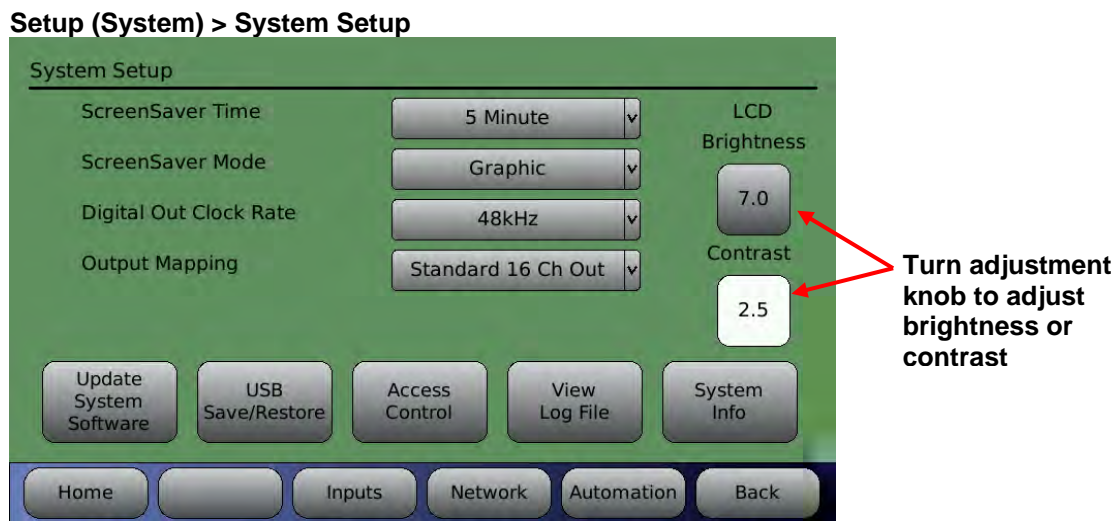 Setup (System) > System Setup
System Setup
ScreenSaver Time
5 Minute
ScreenSaver Mode
Graphic
Digital Out Clock Rate
48kHz
Output Mapping
Standard 16 Ch Out
LCD
Brightness
7.0
Contrast
2.5
Turn adjustment
knob to adjust
brightness or
contrast
Update
System
Software
USB
Save/Restore
Access
Control
View
Log File
System
Info
Home
Inputs
Network
Automation
Back